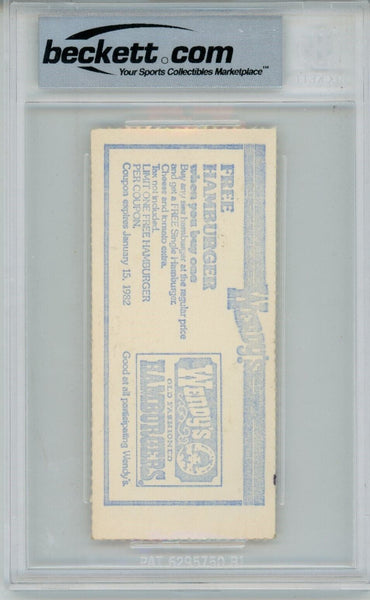 beckett.com
Your Sports Collectibles Marketplace™
Wendy's
FREE
HAMBURGER
when you buy one
Buy any size hamburger at the regular price
and get a FREE Single Hamburger.
Cheese and tomato extra.
Tax not included.
LIMIT ONE FREE HAMBURGER
PER COUPON.
Coupon expires January 15, 1982
WENDY'S
OLD FASHIONED
HAMBURGERS®
Good at all participating Wendy's.
PAT 5295750 B1